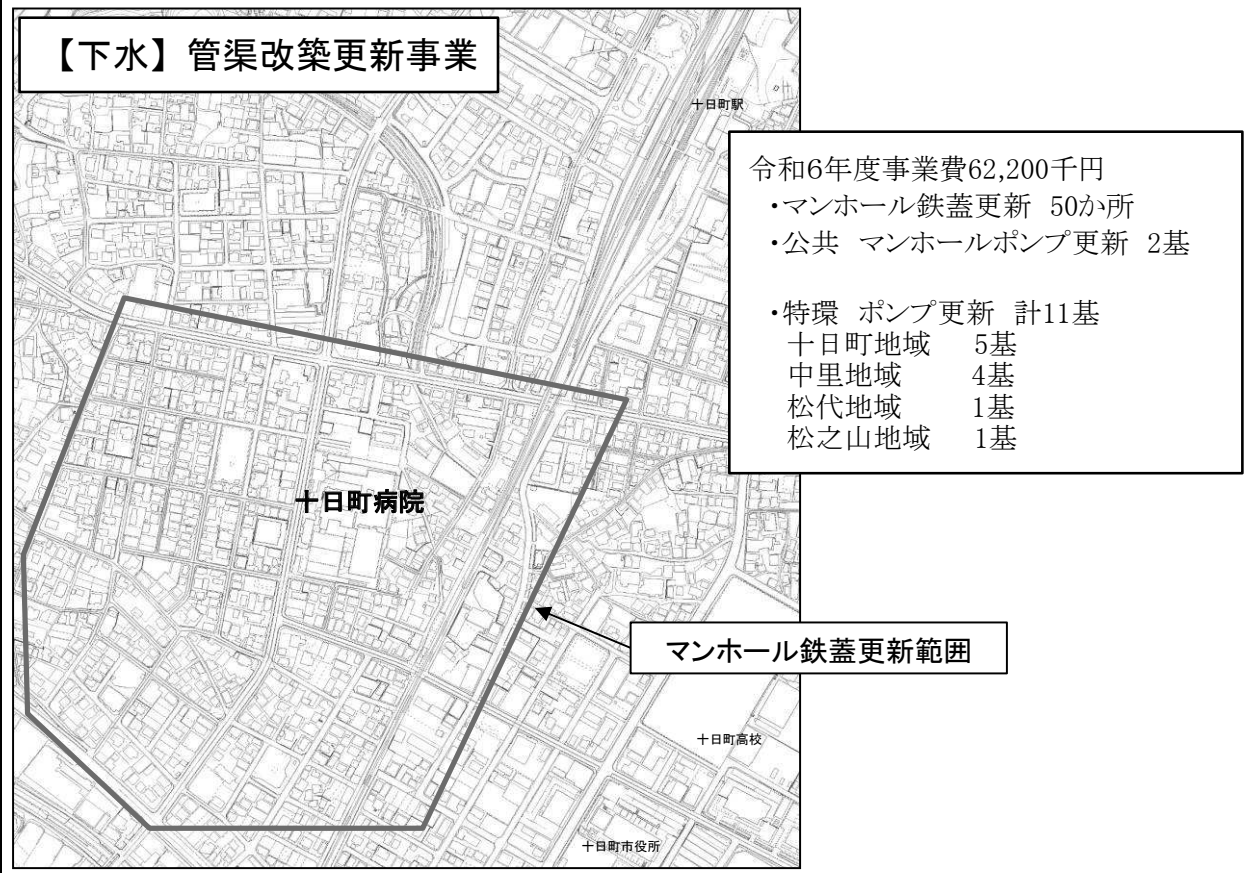 【下水】管渠改築更新事業
十日町駅
令和6年度事業費62,200千円
・マンホール鉄蓋更新 50か所
・公共 マンホールポンプ更新 2基
・特環 ポンプ更新 計11基
十日町地域 5基
中里地域 4基
松代地域 1基
松之山地域 1基
十日町病院
マンホール鉄蓋更新範囲
十日町高校
十日町市役所